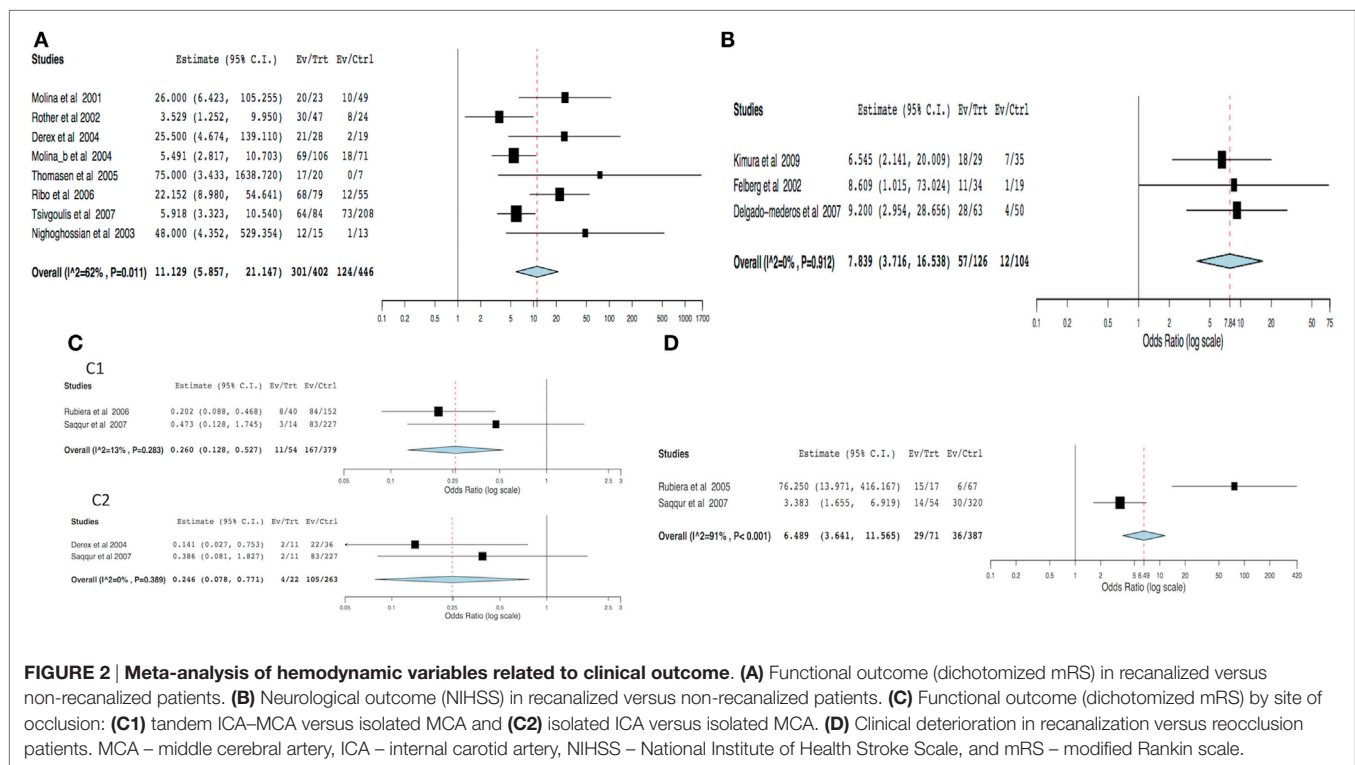 A
Studies Estimate (95% C.I.) Ev/Trt Ev/Ctrl
Molina et al 2001 26.000 (6.423, 105.255) 20/23 10/49
Rother et al 2002 3.529 (1.252, 9.950) 30/47 8/24
Derex et al 2004 25.500 (4.674, 139.110) 21/28 2/19
Molina_b et al 2004 5.491 (2.817, 10.703) 69/106 18/71
Thomasen et al 2005 75.000 (3.433, 1638.720) 17/20 0/7
Ribo et al 2006 22.152 (8.980, 54.641) 68/79 12/55
Tsivgoulis et al 2007 5.918 (3.323, 10.540) 64/84 73/208
Nighoghossian et al 2003 48.000 (4.352, 529.354) 12/15 1/13
Overall (I^2=62% , P=0.011) 11.129 (5.857, 21.147) 301/402 124/446
0.1 0.2 0.5 1 2 5 10 20 50 100 200 500 1000 1700
B
Studies Estimate (95% C.I.) Ev/Trt Ev/Ctrl
Kimura et al 2009 6.545 (2.141, 20.009) 18/29 7/35
Felberg et al 2002 8.609 (1.015, 73.024) 11/34 1/19
Delgado-mederos et al 2007 9.200 (2.954, 28.656) 28/63 4/50
Overall (I^2=0% , P=0.912) 7.839 (3.716, 16.538) 57/126 12/104
0.1 0.2 0.5 1 2 5 7.84 10 20 50 75
Odds Ratio (log scale)
C
C1
Studies Estimate (95% C.I.) Ev/Trt Ev/Ctrl
Rubiera et al 2006 0.202 (0.088, 0.468) 8/40 84/152
Saqqur et al 2007 0.473 (0.128, 1.745) 3/14 83/227
Overall (I^2=13% , P=0.283) 0.260 (0.128, 0.527) 11/54 167/379
0.05 0.1 0.25 0.5 1 2.5 3
Odds Ratio (log scale)
C2
Studies Estimate (95% C.I.) Ev/Trt Ev/Ctrl
Derex et al 2004 0.141 (0.027, 0.753) 2/11 22/36
Saqqur et al 2007 0.386 (0.081, 1.827) 2/11 83/227
Overall (I^2=0% , P=0.389) 0.246 (0.078, 0.771) 4/22 105/263
0.05 0.1 0.25 0.5 1 2.5 3
Odds Ratio (log scale)
D
Studies Estimate (95% C.I.) Ev/Trt Ev/Ctrl
Rubiera et al 2005 76.250 (13.971, 416.167) 15/17 6/67
Saqqur et al 2007 3.383 (1.655, 6.919) 14/54 30/320
Overall (I^2=91% , P< 0.001) 6.489 (3.641, 11.565) 29/71 36/387
0.1 0.2 0.5 1 2 5 6.49 10 20 50 100 200 420
Odds Ratio (log scale)
FIGURE 2 | Meta-analysis of hemodynamic variables related to clinical outcome. (A) Functional outcome (dichotomized mRS) in recanalized versus
non-recanalized patients. (B) Neurological outcome (NIHSS) in recanalized versus non-recanalized patients. (C) Functional outcome (dichotomized mRS) by site of
occlusion: (C1) tandem ICA–MCA versus isolated MCA and (C2) isolated ICA versus isolated MCA. (D) Clinical deterioration in recanalization versus reocclusion
patients. MCA – middle cerebral artery, ICA – internal carotid artery, NIHSS – National Institute of Health Stroke Scale, and mRS – modified Rankin scale.